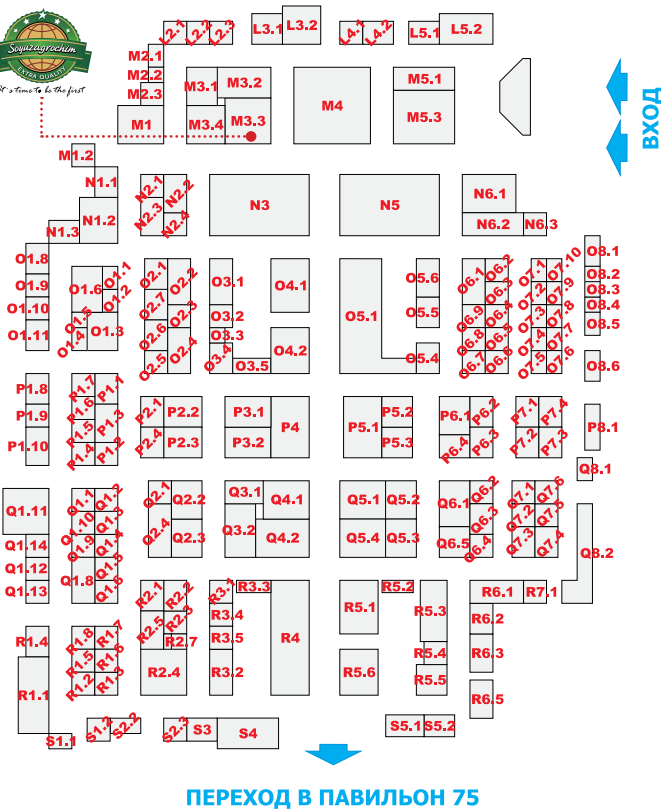 L2.1 L2.2 L2.3 L3.1 L3.2 L4.1 L4.2 L5.1 L5.2
Soyuzagrochim
EXTRA QUALITY
It's time to be the first
M2.1
M2.2
M2.3
M1
M3.1 M3.2
M3.4 M3.3
M4
M5.1
M5.3
ВХОД
M1.2
N1.1
N1.2
N1.3
N2.1 N2.2
N2.3 N2.4
N3
N5
N6.1
N6.2 N6.3
O1.8
O1.9
O1.10
O1.11
O1.6 O1.1
O1.2
O1.5
O1.4 O1.3
O2.1 O2.2
O2.7 O2.3
O2.6 O2.4
O2.5
O3.1
O3.2
O3.3
O3.4
O3.5
O4.1
O4.2
O5.1
O5.6
O5.5
O5.4
O6.1 O6.2
O6.3
O6.9 O6.4
O6.8 O6.5
O6.7 O6.6
O7.1 O7.10
O7.2 O7.9
O7.3 O7.8
O7.4 O7.7
O7.5 O7.6
O8.1
O8.2
O8.3
O8.4
O8.5
O8.6
P1.8
P1.9
P1.10
P1.7 P1.1
P1.6
P1.5 P1.3
P1.4 P1.2
P2.1 P2.2
P2.4 P2.3
P3.1
P3.2
P4
P5.1
P5.2
P5.3
P6.1 P6.2
P6.4 P6.3
P7.1 P7.4
P7.2 P7.3
P8.1
Q8.1
Q1.11
Q1.14
Q1.12
Q1.13
Q1.1 Q1.2
Q1.10 Q1.3
Q1.9 Q1.4
Q1.8 Q1.5
Q1.6
Q2.1 Q2.2
Q2.4 Q2.3
Q3.1 Q4.1
Q3.2 Q4.2
Q5.1 Q5.2
Q5.4 Q5.3
Q6.1 Q6.2
Q6.3
Q6.5 Q6.4
Q7.1 Q7.6
Q7.2 Q7.5
Q7.3 Q7.4
Q8.2
R1.4
R1.1
R1.8 R1.7
R1.5 R1.6
R1.2 R1.3
R2.1 R2.2
R2.5 R2.3
R2.7
R2.4
R3.1 R3.3
R3.4
R3.5
R3.2
R4
R5.1 R5.2
R5.3
R5.4
R5.6 R5.5
R6.1 R7.1
R6.2
R6.3
R6.5
S1.1 S1.2 S2.2 S2.3 S3 S4
S5.1 S5.2
ПЕРЕХОД В ПАВИЛЬОН 75